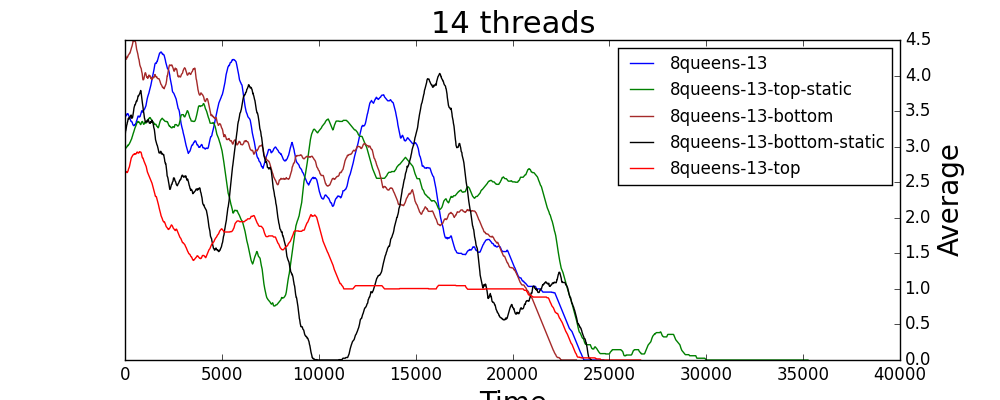 14 threads
8queens-13
8queens-13-top-static
8queens-13-bottom
8queens-13-bottom-static
8queens-13-top
4.5
4.0
3.5
3.0
2.5
2.0
1.5
1.0
0.5
0.0
Average
0 5000 10000 15000 20000 25000 30000 35000 40000
Time